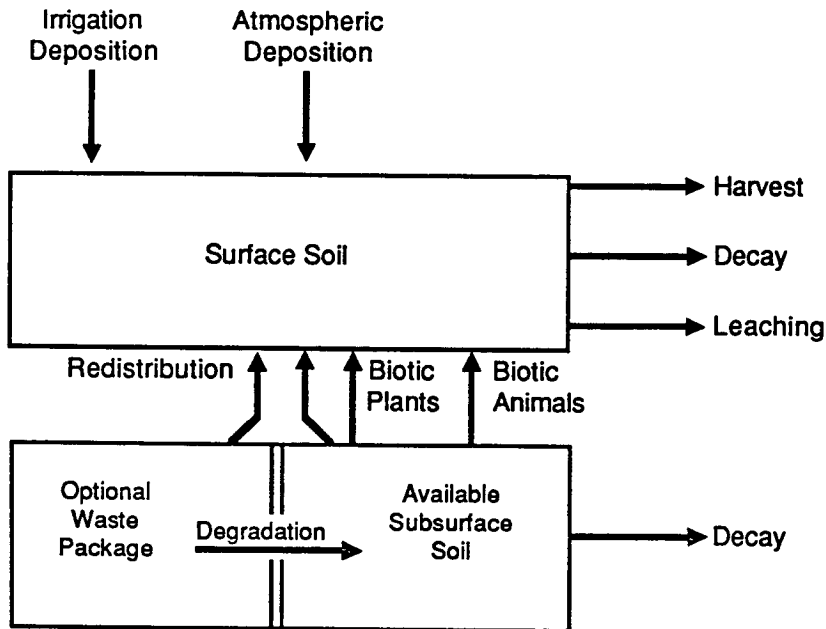 Irrigation
Deposition
Atmospheric
Deposition
Surface Soil
Harvest
Decay
Leaching
Redistribution
Biotic
Plants
Biotic
Animals
Optional
Waste
Package
Degradation
Available
Subsurface
Soil
Decay